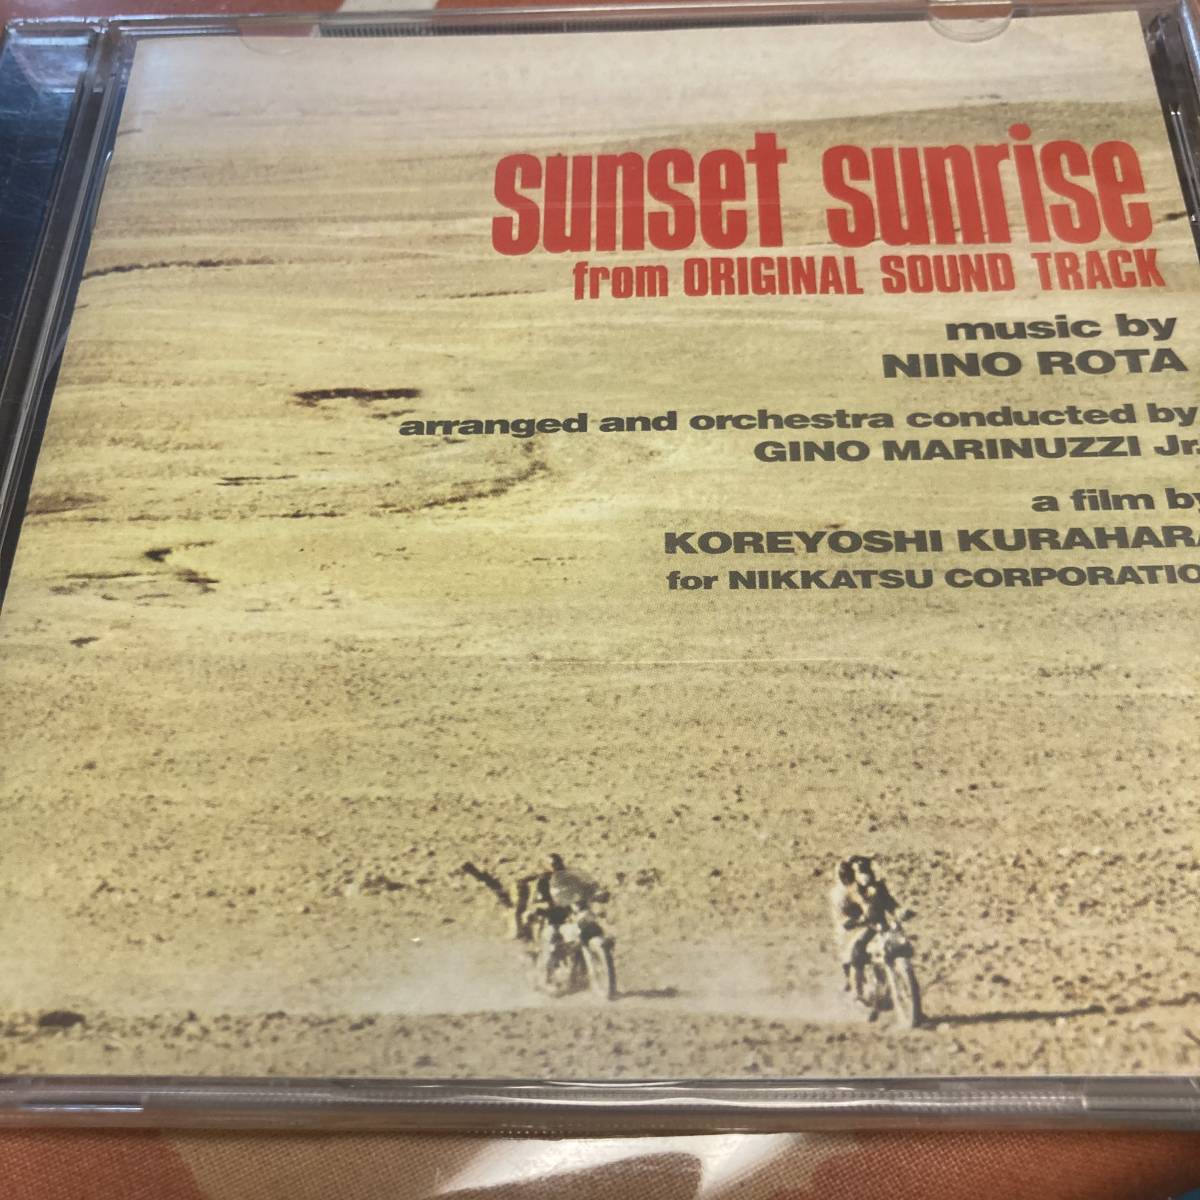 sunset sunrise
from ORIGINAL SOUND TRACK
music by
NINO ROTA
arranged and orchestra conducted by
GINO MARINUZZI Jr.
a film by
KOREYOSHI KURAHARA
for NIKKATSU CORPORATIO